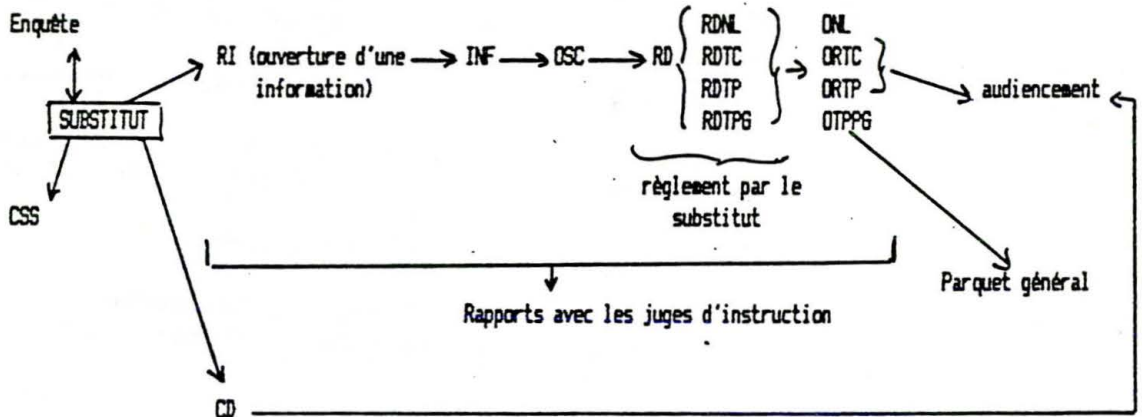 Enquête
SUBSTITUT
CSS
RI (ouverture d'une
information)
INF
OSC
RD
RDNL
RDTC
RDTP
RDTPG
ONL
ORTC
ORTP
OTPPG
audiencement
règlement par le
substitut
Parquet général
Rapports avec les juges d'instruction
CD